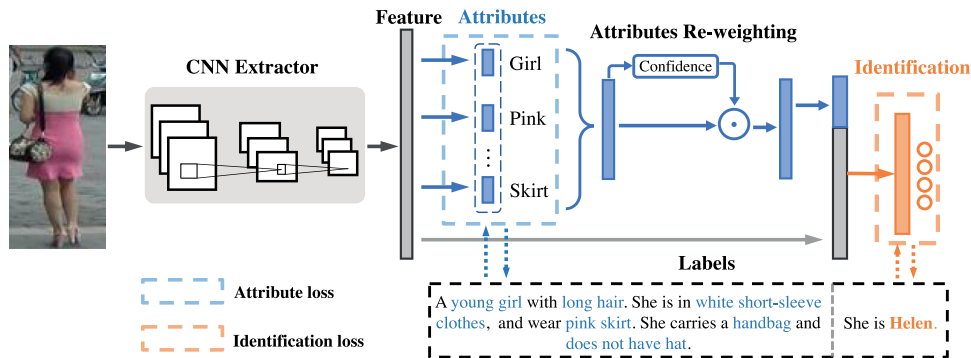 Feature
Attributes
Attributes Re-weighting
CNN Extractor
Girl
Confidence
Identification
Pink
...
Skirt
Labels
Attribute loss
Identification loss
A young girl with long hair. She is in white short-sleeve
clothes, and wear pink skirt. She carries a handbag and
does not have hat.
She is Helen.